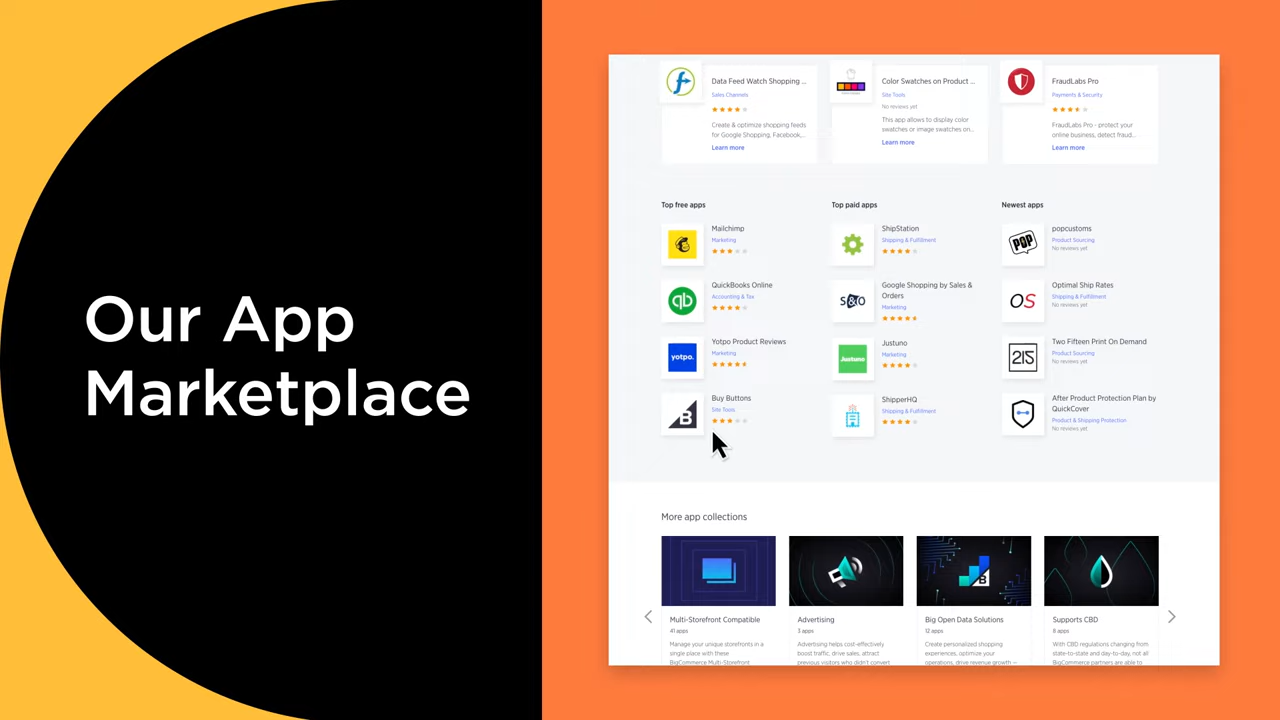 Our App
Marketplace
Data Feed Watch Shopping ...
Sales Channels
Create & optimize shopping feeds
for Google Shopping, Facebook,...
Learn more
Color Swatches on Product ...
Site Tools
No reviews yet
This app allows to display color
swatches or image swatches on...
Learn more
FraudLabs Pro
Payments & Security
FraudLabs Pro - protect your
online business, detect fraud...
Learn more
Top free apps
Mailchimp
Marketing
qb
QuickBooks Online
Accounting & Tax
yotpo.
Yotpo Product Reviews
Marketing
B
Buy Buttons
Site Tools
Top paid apps
ShipStation
Shipping & Fulfillment
S&O
Google Shopping by Sales &
Orders
Marketing
Justuno
Justuno
Marketing
ShipperHQ
Shipping & Fulfillment
Newest apps
POP
popcustoms
Product Sourcing
No reviews yet
OS
Optimal Ship Rates
Shipping & Fulfillment
No reviews yet
215
Two Fifteen Print On Demand
Product Sourcing
No reviews yet
After Product Protection Plan by
QuickCover
Product & Shipping Protection
No reviews yet
More app collections
Multi-Storefront Compatible
41 apps
Manage your unique storefronts in a
single place with these
BigCommerce Multi-Storefront
Advertising
3 apps
Advertising helps cost-effectively
boost traffic, drive sales, attract
previous visitors who didn't convert
B
Big Open Data Solutions
12 apps
Create personalized shopping
experiences, optimize your
operations, drive revenue growth —
Supports CBD
8 apps
With CBD regulations changing from
state-to-state and day-to-day, not all
BigCommerce partners are able to